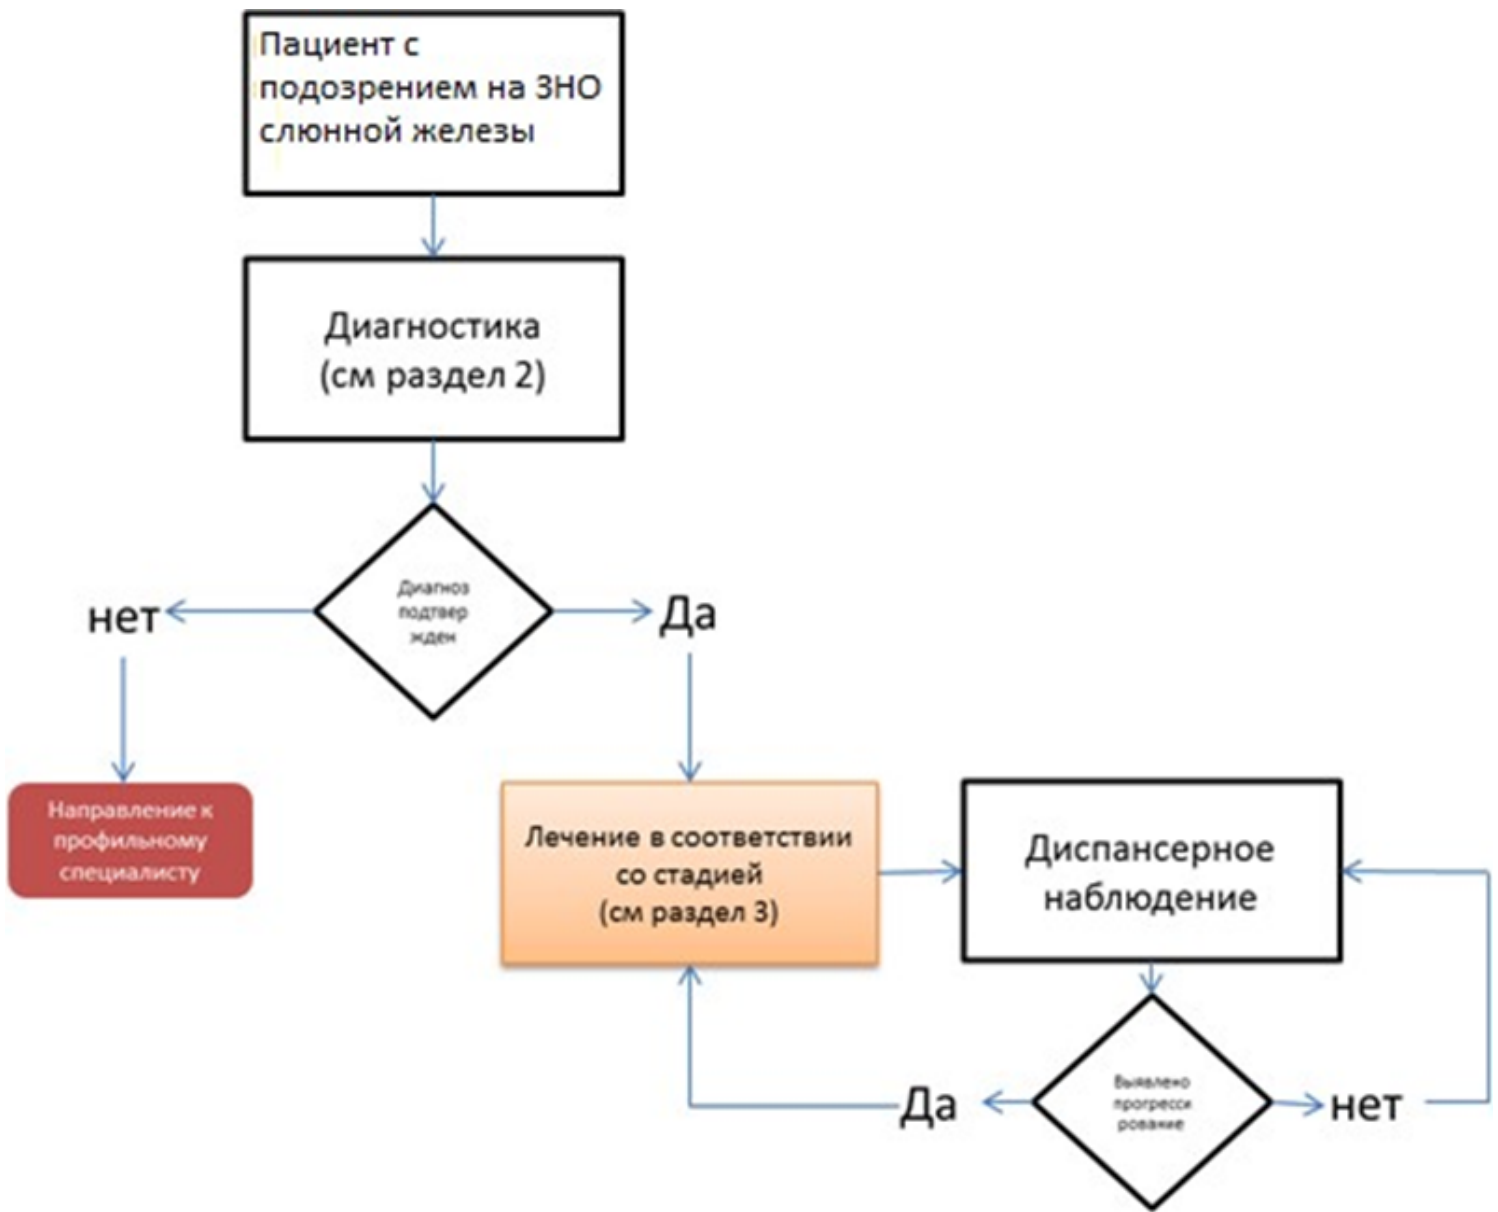 Пациент с
подозрением на ЗНО
слюнной железы
Диагностика
(см раздел 2)
Диагноз
подтвер
жден
нет
Да
Направление к
профильному
специалисту
Лечение в соответствии
со стадией
(см раздел 3)
Диспансерное
наблюдение
Выявлено
прогресси
рование
Да
нет